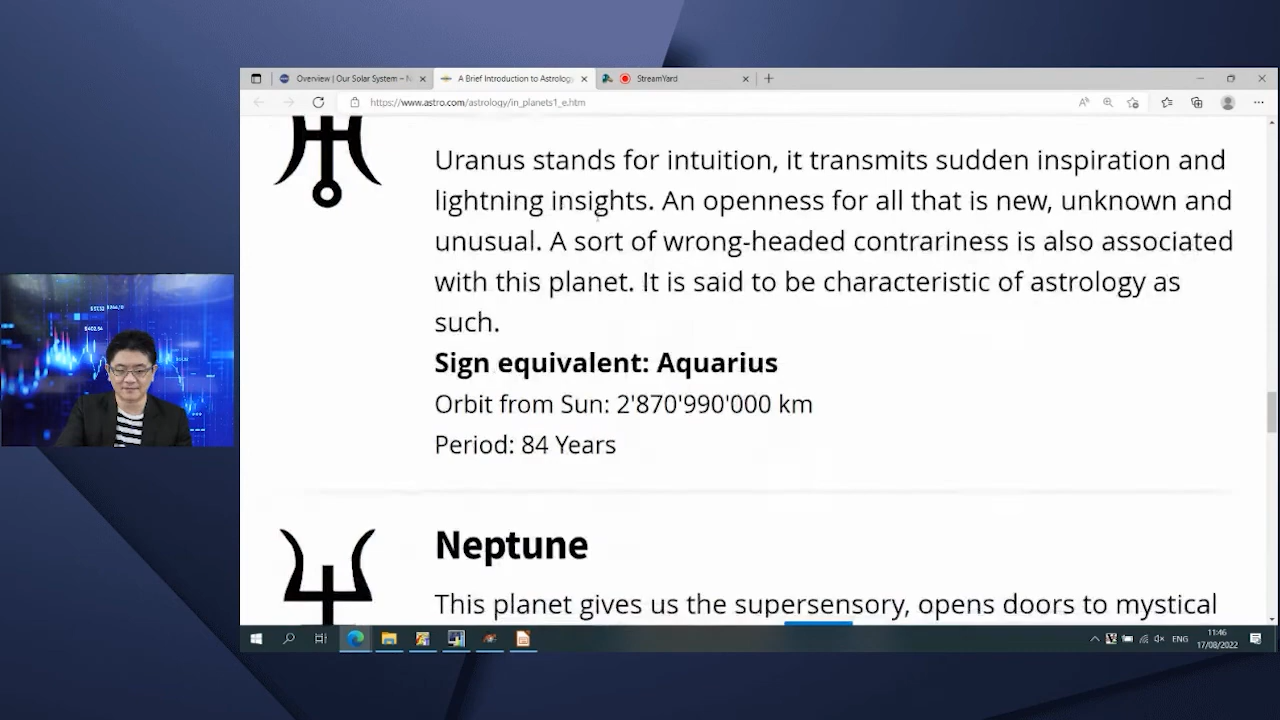 Overview | Our Solar System – N
A Brief Introduction to Astrology
StreamYard
https://www.astro.com/astrology/in_planets1_e.htm
Uranus stands for intuition, it transmits sudden inspiration and
lightning insights. An openness for all that is new, unknown and
unusual. A sort of wrong-headed contrariness is also associated
with this planet. It is said to be characteristic of astrology as
such.
Sign equivalent: Aquarius
Orbit from Sun: 2'870'990'000 km
Period: 84 Years
Neptune
This planet gives us the supersensory, opens doors to mystical
ENG
11:46
17/08/2022